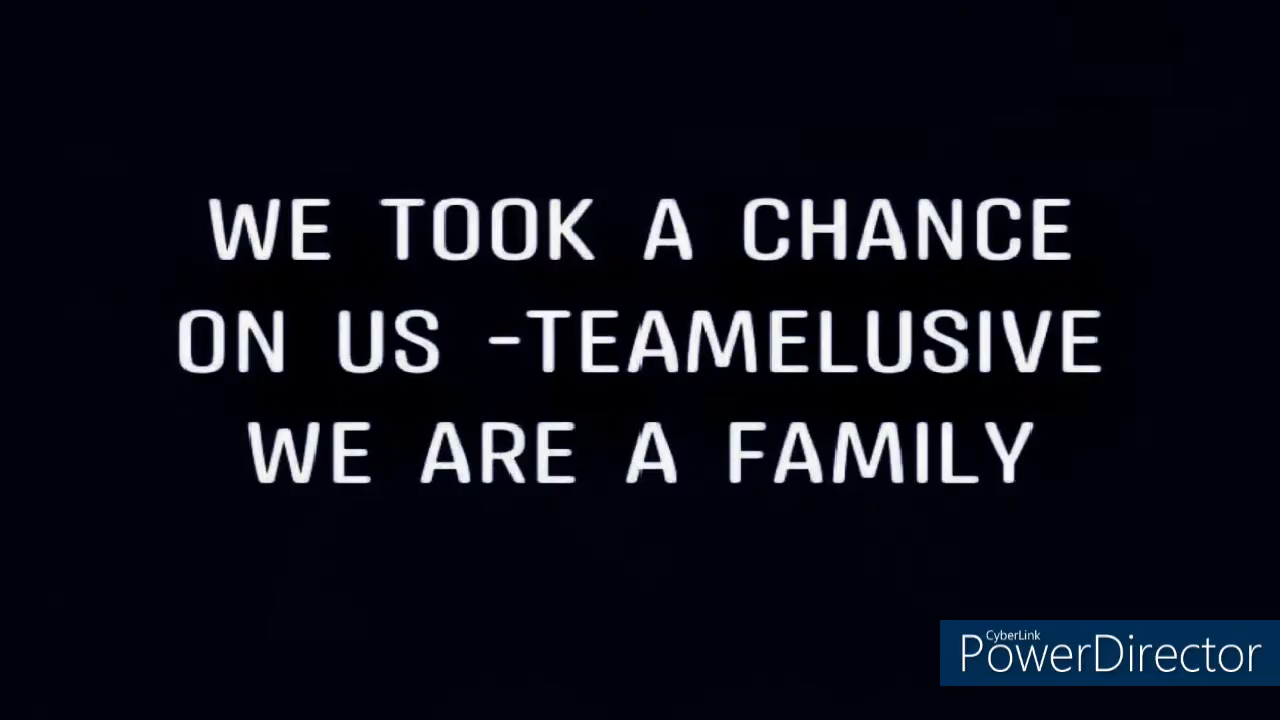 WE TOOK A CHANCE
ON US -TEAMELUSIVE
WE ARE A FAMILY
CyberLink
PowerDirector